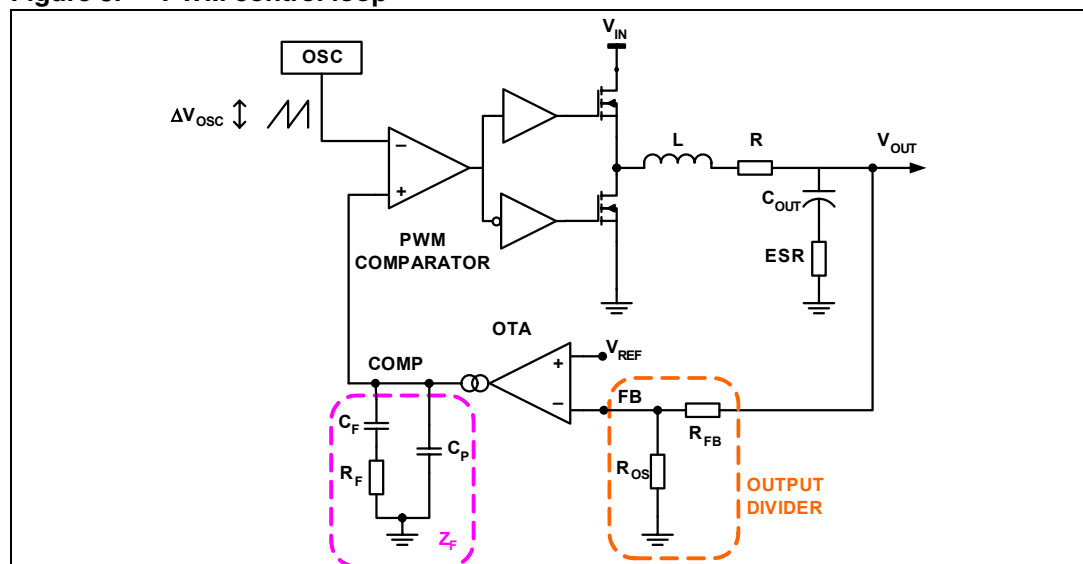 OSC
ΔV_OSC
V_IN
L
R
V_OUT
C_OUT
ESR
−
+
PWM
COMPARATOR
OTA
COMP
V_REF
+
−
FB
R_FB
R_OS
C_F
C_P
R_F
Z_F
OUTPUT
DIVIDER